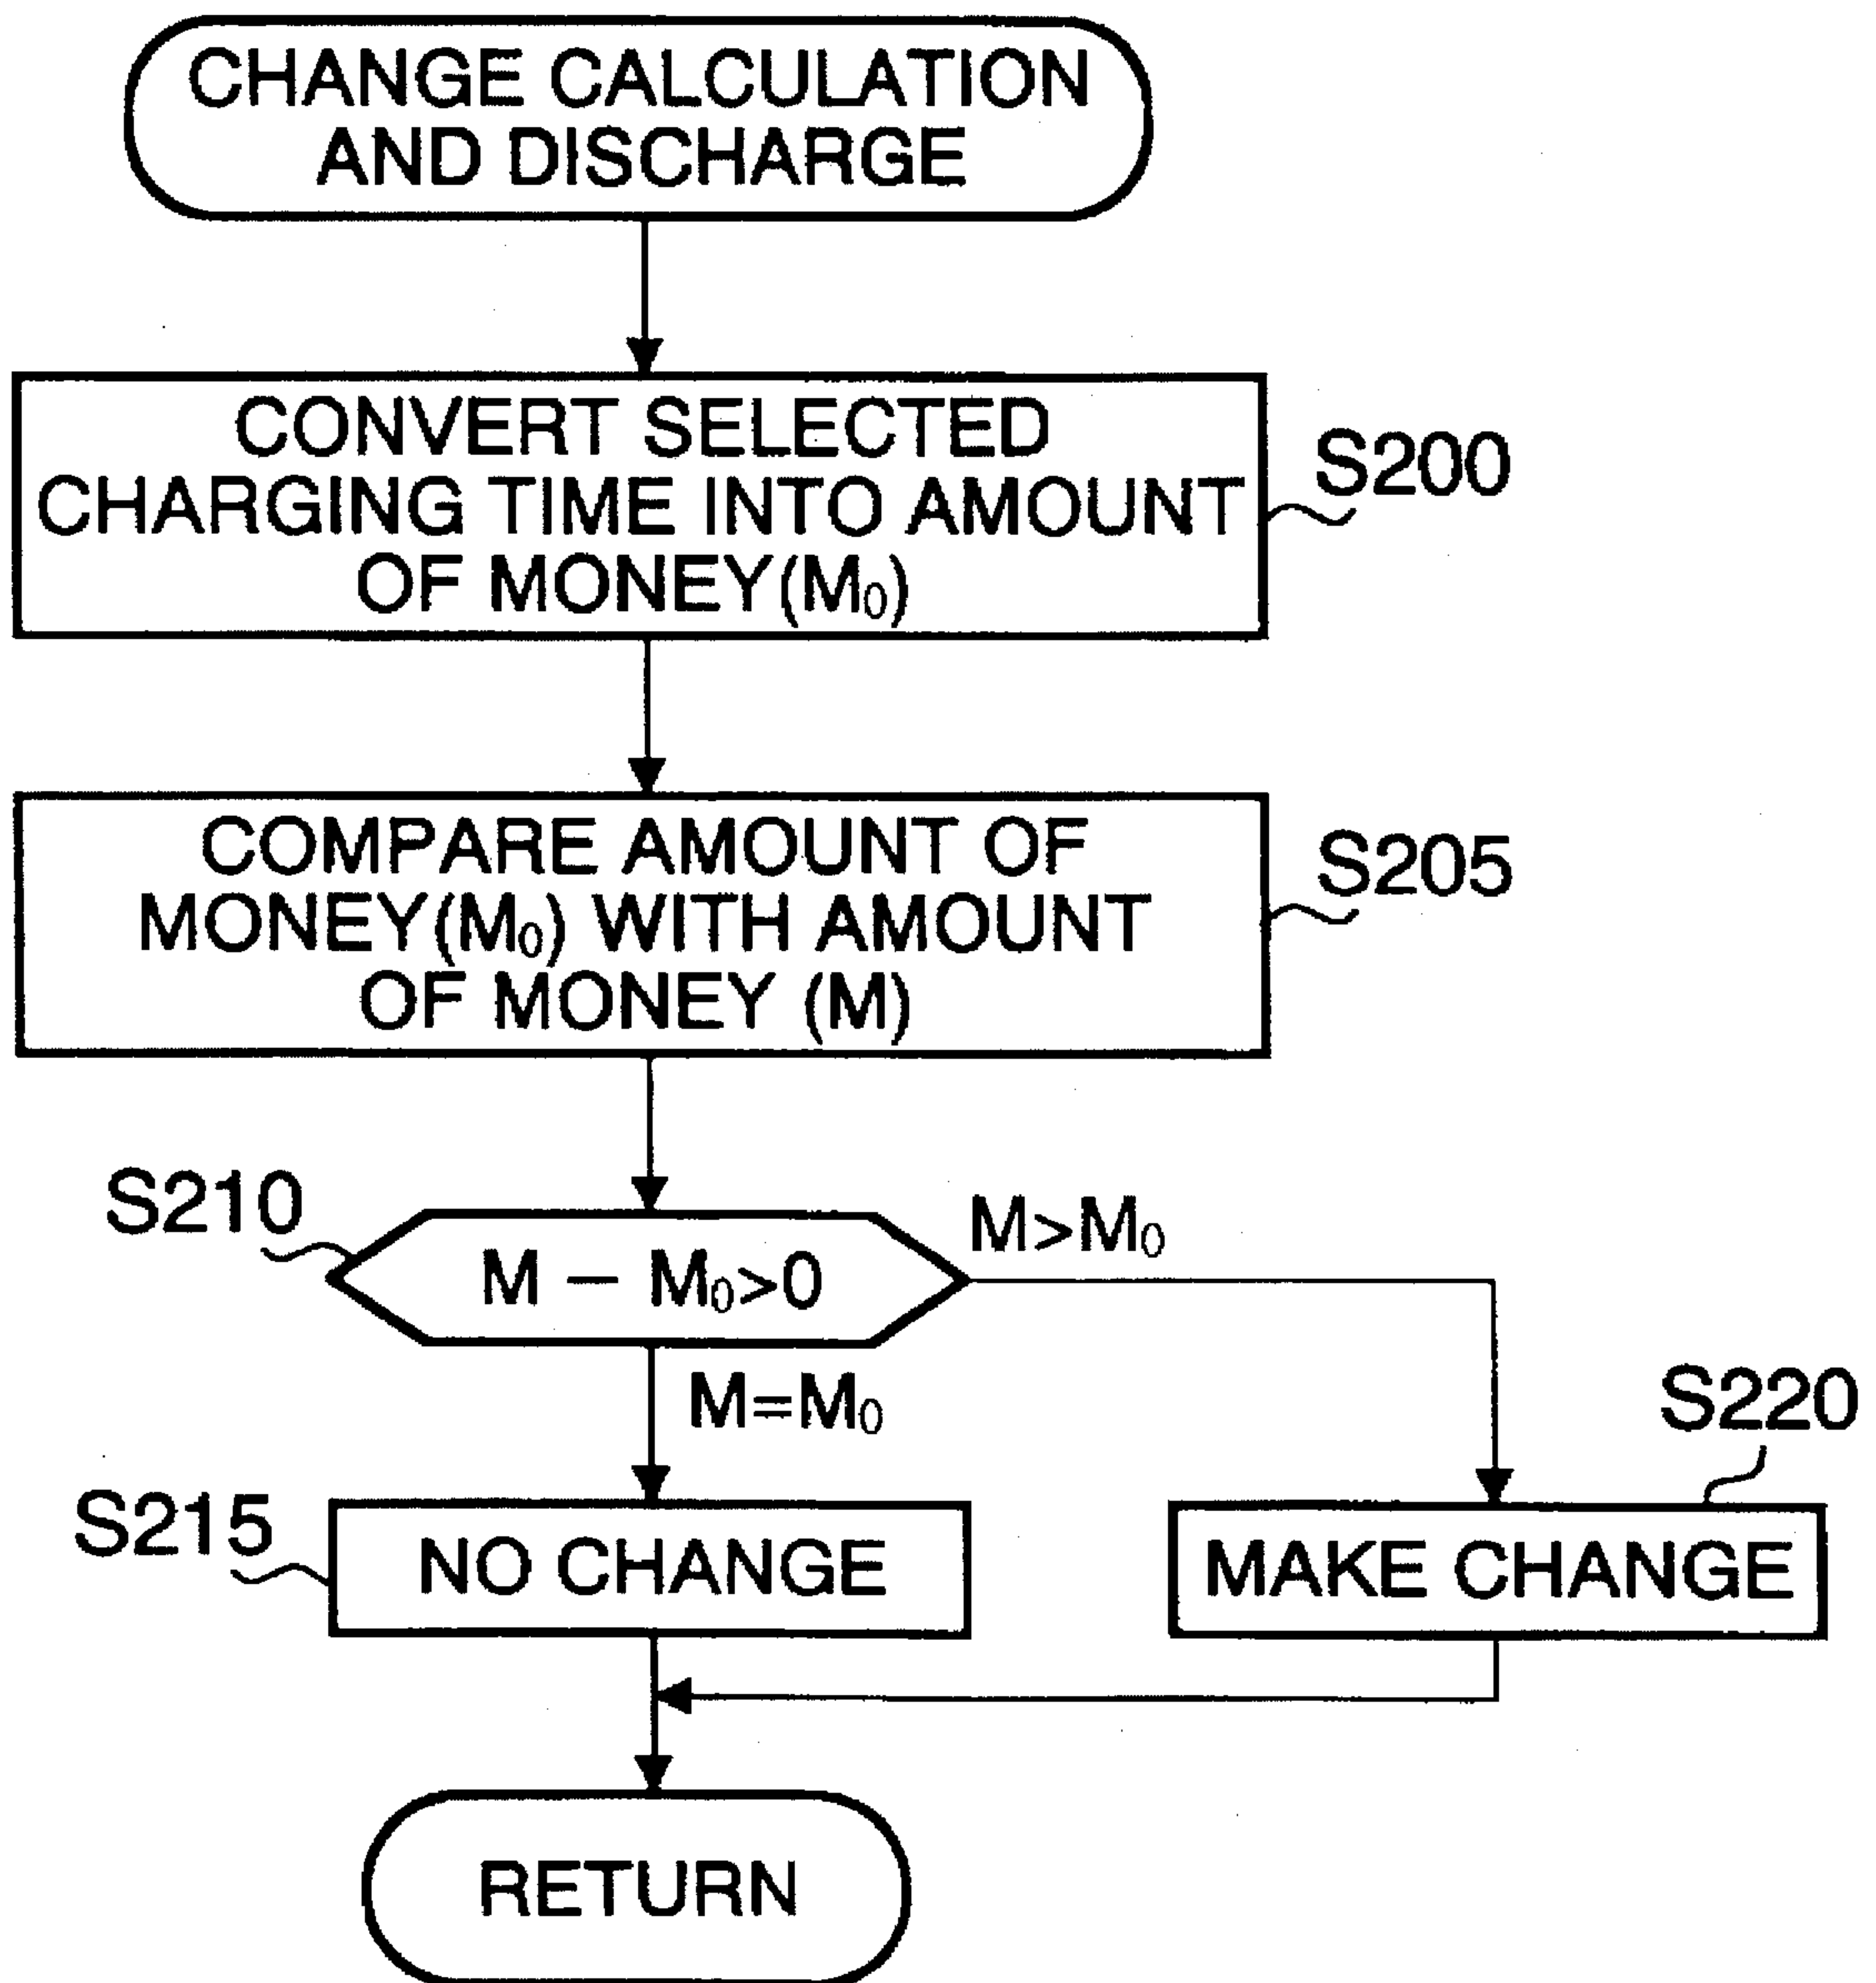 CHANGE CALCULATION
AND DISCHARGE
CONVERT SELECTED
CHARGING TIME INTO AMOUNT
OF MONEY(M₀)
S200
COMPARE AMOUNT OF
MONEY(M₀) WITH AMOUNT
OF MONEY (M)
S205
S210
M — M₀>0
M>M₀
M=M₀
S215
NO CHANGE
S220
MAKE CHANGE
RETURN